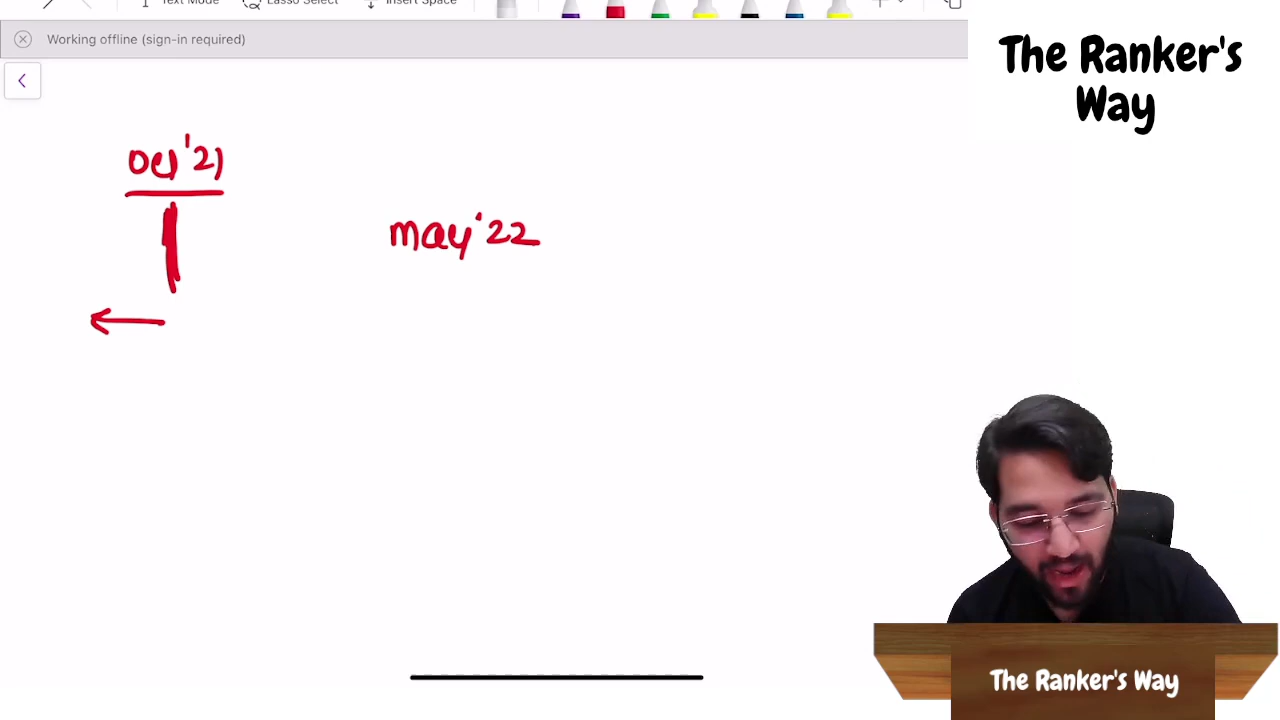 Text Mode
Lasso Select
Insert Space
Working offline (sign-in required)
The Ranker's
Way
Oct '21
may '22
The Ranker's Way